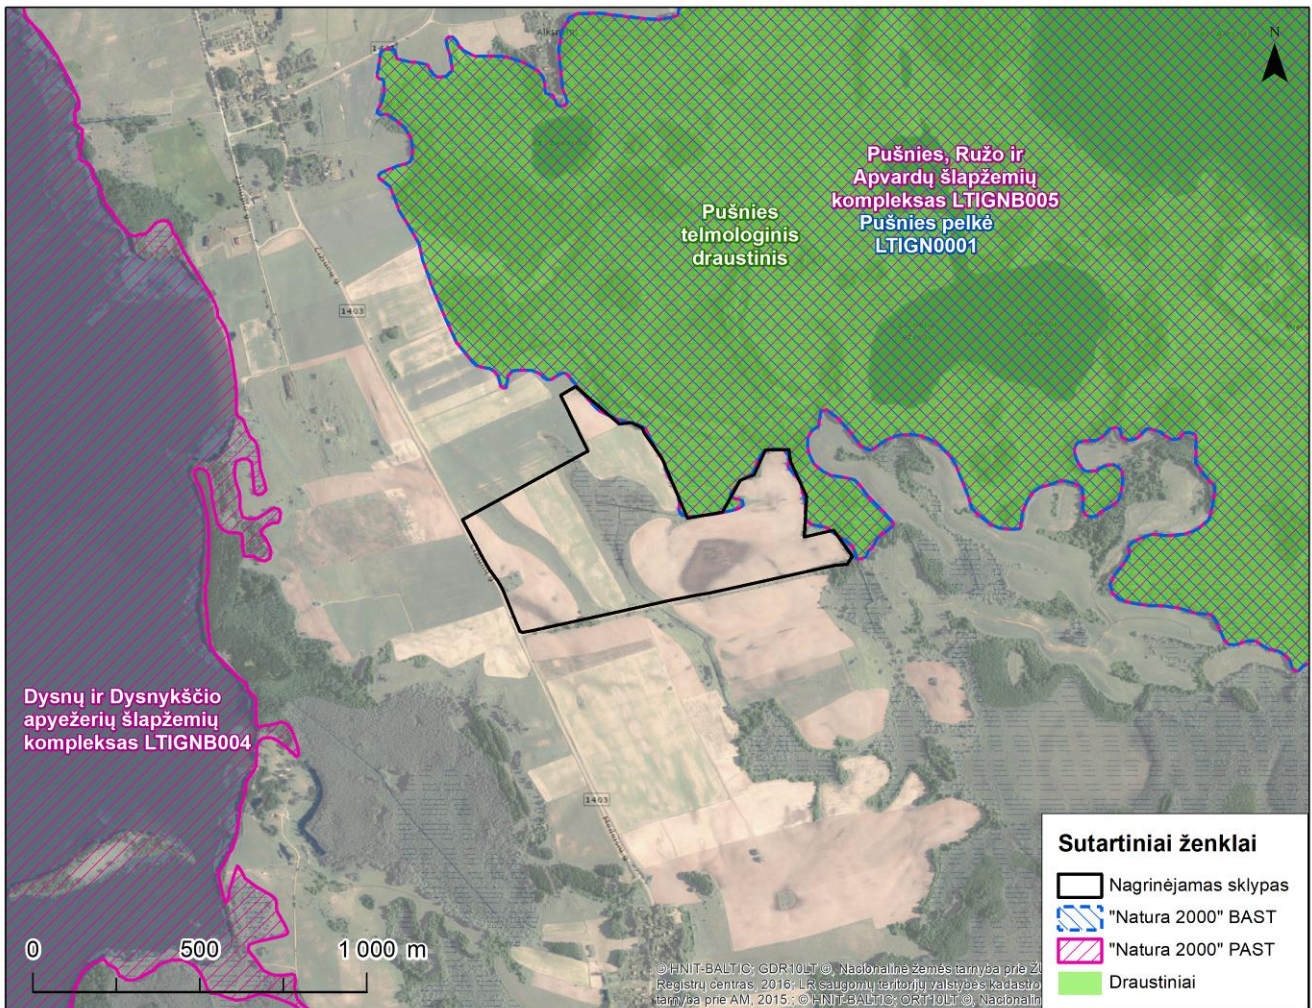 N
1403
Pušnies, Ružo ir
Apvardų šlapžemių
kompleksas LTIGNB005
Pušnies pelkė
LTIGN0001
Pušnies
telmologinis
draustinis
1403
Dysnų ir Dysnykščio
apyežerių šlapžemių
kompleksas LTIGNB004
1403
0 500 1 000 m
Sutartiniai ženklai
Nagrinėjamas sklypas
"Natura 2000" BAST
"Natura 2000" PAST
Draustiniai
© HNIT-BALTIC; GDR10LT ©, Nacionalinė žemės tarnyba prie
Registrų centras, 2016; LR saugomų teritorijų valstybės kadastro
tarnyba prie AM, 2015.; © HNIT-BALTIC; ORT10LT ©,